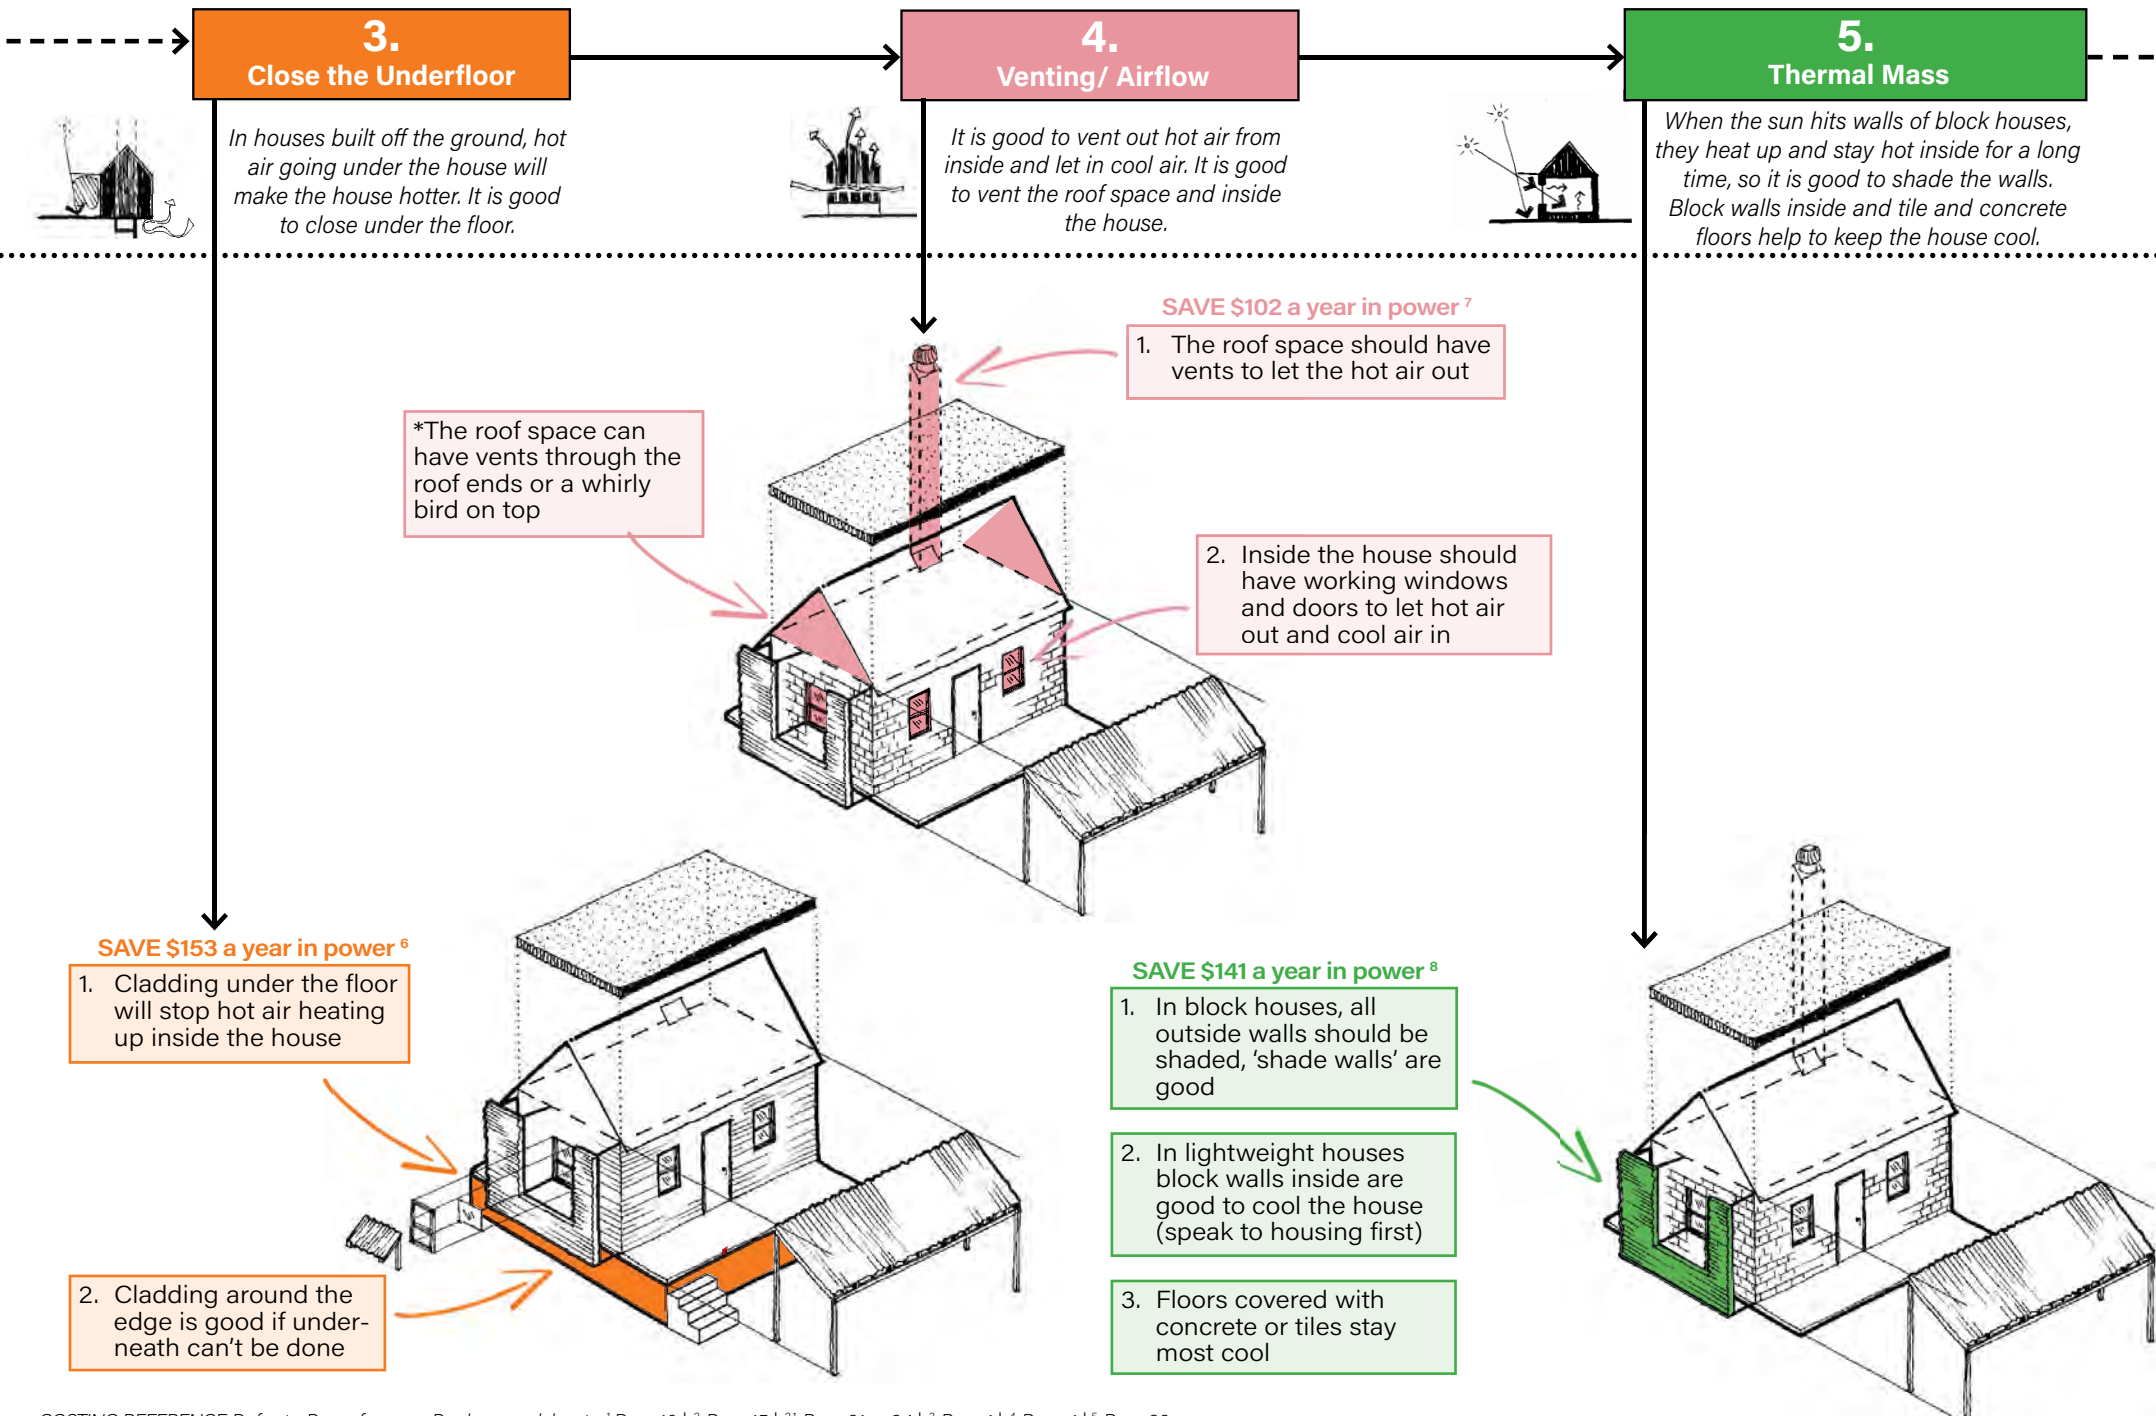 3.
Close the Underfloor
4.
Venting/ Airflow
5.
Thermal Mass
In houses built off the ground, hot
air going under the house will
make the house hotter. It is good
to close under the floor.
It is good to vent out hot air from
inside and let in cool air. It is good
to vent the roof space and inside
the house.
When the sun hits walls of block houses,
they heat up and stay hot inside for a long
time, so it is good to shade the walls.
Block walls inside and tile and concrete
floors help to keep the house cool.
SAVE $102 a year in power 7
1. The roof space should have
vents to let the hot air out
*The roof space can
have vents through the
roof ends or a whirly
bird on top
2. Inside the house should
have working windows
and doors to let hot air
out and cool air in
SAVE $153 a year in power 6
1. Cladding under the floor
will stop hot air heating
up inside the house
2. Cladding around the
edge is good if under-
neath can't be done
SAVE $141 a year in power 8
1. In block houses, all
outside walls should be
shaded, 'shade walls' are
good
2. In lightweight houses
block walls inside are
good to cool the house
(speak to housing first)
3. Floors covered with
concrete or tiles stay
most cool